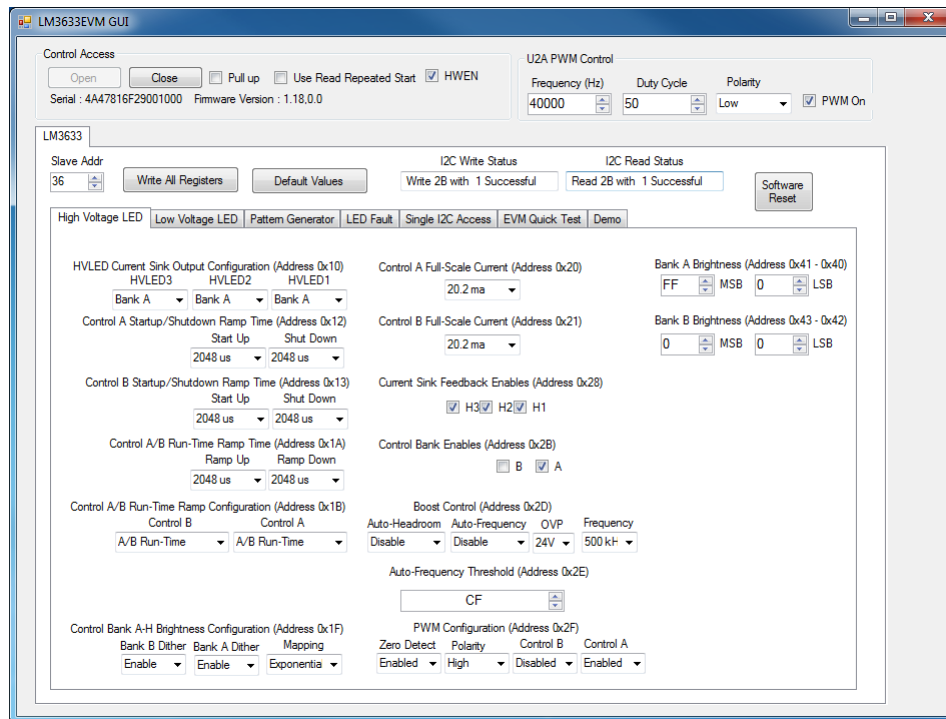 LM3633EVM GUI
Control Access
Open Close Pull up Use Read Repeated Start HWEN
Serial : 4A47816F29001000 Firmware Version : 1.18,0.0
U2A PWM Control
Frequency (Hz) Duty Cycle Polarity
40000 50 Low PWM On
LM3633
Slave Addr I2C Write Status I2C Read Status
36 Write All Registers Default Values Write 2B with 1 Successful Read 2B with 1 Successful Software Reset
High Voltage LED Low Voltage LED Pattern Generator LED Fault Single I2C Access EVM Quick Test Demo
HVLED Current Sink Output Configuration (Address 0x10)
HVLED3 HVLED2 HVLED1
Bank A Bank A Bank A
Control A Startup/Shutdown Ramp Time (Address 0x12)
Start Up Shut Down
2048 us 2048 us
Control B Startup/Shutdown Ramp Time (Address 0x13)
Start Up Shut Down
2048 us 2048 us
Control A/B Run-Time Ramp Time (Address 0x1A)
Ramp Up Ramp Down
2048 us 2048 us
Control A/B Run-Time Ramp Configuration (Address 0x1B)
Control B Control A
A/B Run-Time A/B Run-Time
Control Bank A-H Brightness Configuration (Address 0x1F)
Bank B Dither Bank A Dither Mapping
Enable Enable Exponentia
Control A Full-Scale Current (Address 0x20)
20.2 ma
Control B Full-Scale Current (Address 0x21)
20.2 ma
Current Sink Feedback Enables (Address 0x28)
H3 H2 H1
Control Bank Enables (Address 0x2B)
B A
Boost Control (Address 0x2D)
Auto-Headroom Auto-Frequency OVP Frequency
Disable Disable 24V 500 kH
Auto-Frequency Threshold (Address 0x2E)
CF
PWM Configuration (Address 0x2F)
Zero Detect Polarity Control B Control A
Enabled High Disabled Enabled
Bank A Brightness (Address 0x41 - 0x40)
FF MSB 0 LSB
Bank B Brightness (Address 0x43 - 0x42)
0 MSB 0 LSB